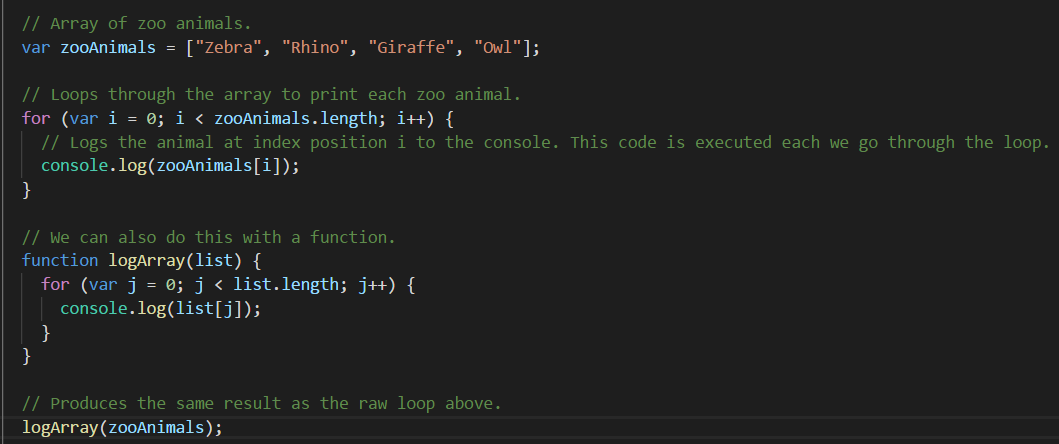 // Array of zoo animals.
var zooAnimals = ["Zebra", "Rhino", "Giraffe", "Owl"];

// Loops through the array to print each zoo animal.
for (var i = 0; i < zooAnimals.length; i++) {
  // Logs the animal at index position i to the console. This code is executed each we go through the loop.
  console.log(zooAnimals[i]);
}

// We can also do this with a function.
function logArray(list) {
  for (var j = 0; j < list.length; j++) {
    console.log(list[j]);
  }
}

// Produces the same result as the raw loop above.
logArray(zooAnimals);